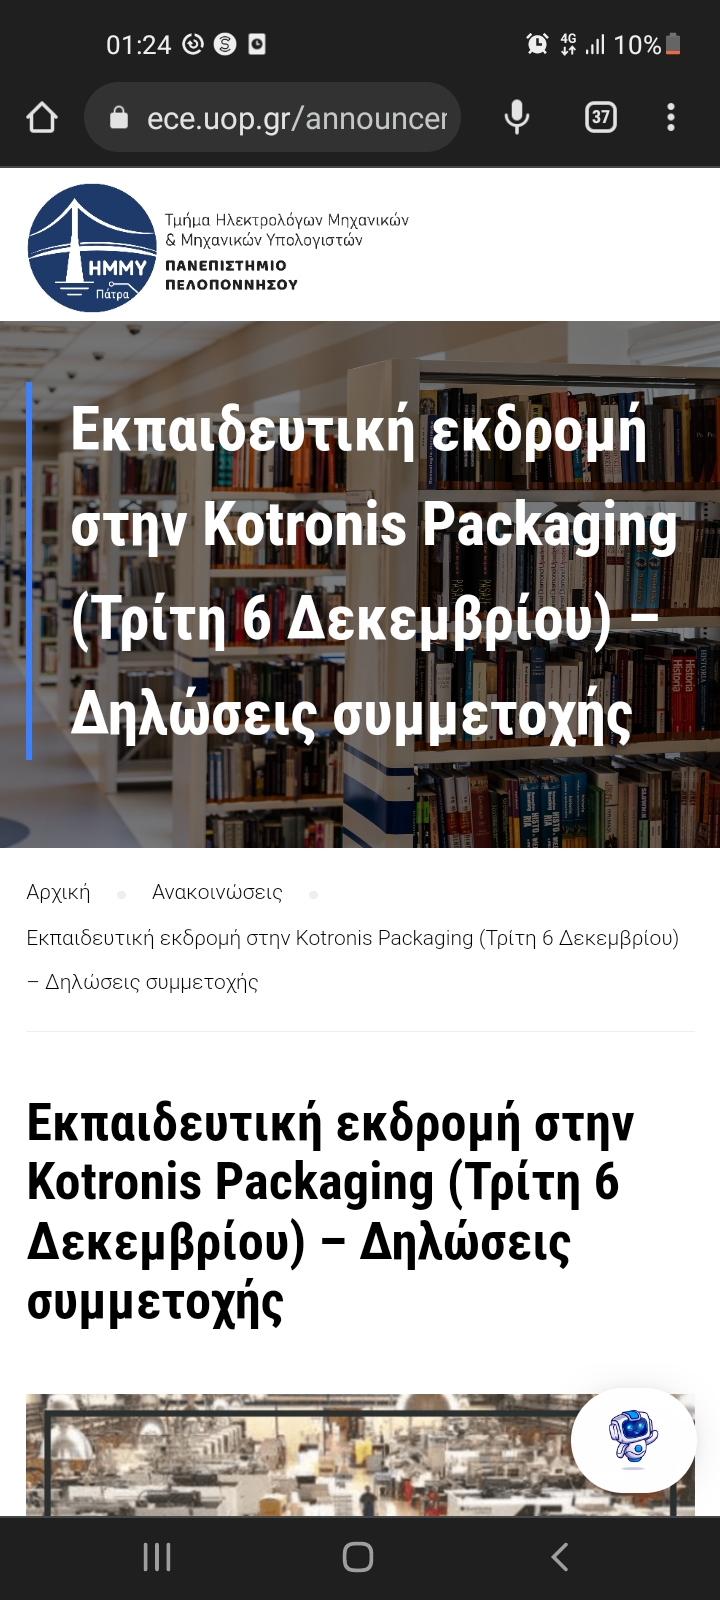 01:24
4G
10%
ece.uop.gr/announcer
37
Τμήμα Ηλεκτρολόγων Μηχανικών
& Μηχανικών Υπολογιστών
ΠΑΝΕΠΙΣΤΗΜΙΟ
ΠΕΛΟΠΟΝΝΗΣΟΥ
ΗΜΜΥ
Πάτρα
Εκπαιδευτική εκδρομή
στην Kotronis Packaging
(Τρίτη 6 Δεκεμβρίου) –
Δηλώσεις συμμετοχής
Historia
Historia
Αρχική
Ανακοινώσεις
Εκπαιδευτική εκδρομή στην Kotronis Packaging (Τρίτη 6 Δεκεμβρίου)
– Δηλώσεις συμμετοχής
Εκπαιδευτική εκδρομή στην
Kotronis Packaging (Τρίτη 6
Δεκεμβρίου) – Δηλώσεις
συμμετοχής